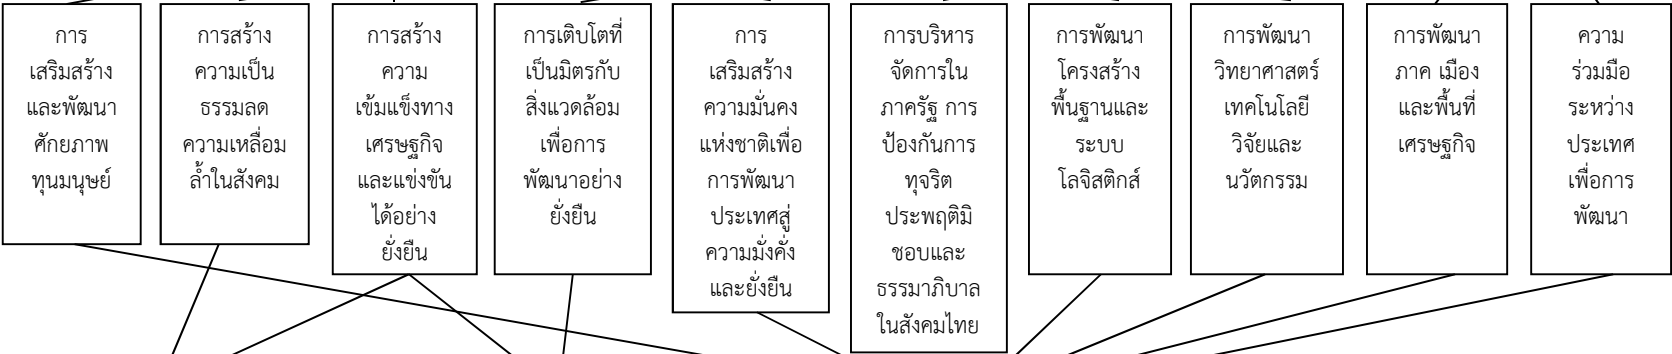 การ
เสริมสร้าง
และพัฒนา
ศักยภาพ
ทุนมนุษย์
การสร้าง
ความเป็น
ธรรมลด
ความเหลื่อม
ล้ำในสังคม
การสร้าง
ความ
เข้มแข็งทาง
เศรษฐกิจ
และแข่งขัน
ได้อย่าง
ยั่งยืน
การเติบโตที่
เป็นมิตรกับ
สิ่งแวดล้อม
เพื่อการ
พัฒนาอย่าง
ยั่งยืน
การ
เสริมสร้าง
ความมั่นคง
แห่งชาติเพื่อ
การพัฒนา
ประเทศสู่
ความมั่งคั่ง
และยั่งยืน
การบริหาร
จัดการใน
ภาครัฐ การ
ป้องกันการ
ทุจริต
ประพฤติมิ
ชอบและ
ธรรมาภิบาล
ในสังคมไทย
การพัฒนา
โครงสร้าง
พื้นฐานและ
ระบบ
โลจิสติกส์
การพัฒนา
วิทยาศาสตร์
เทคโนโลยี
วิจัยและ
นวัตกรรม
การพัฒนา
ภาค เมือง
และพื้นที่
เศรษฐกิจ
ความ
ร่วมมือ
ระหว่าง
ประเทศ
เพื่อการ
พัฒนา